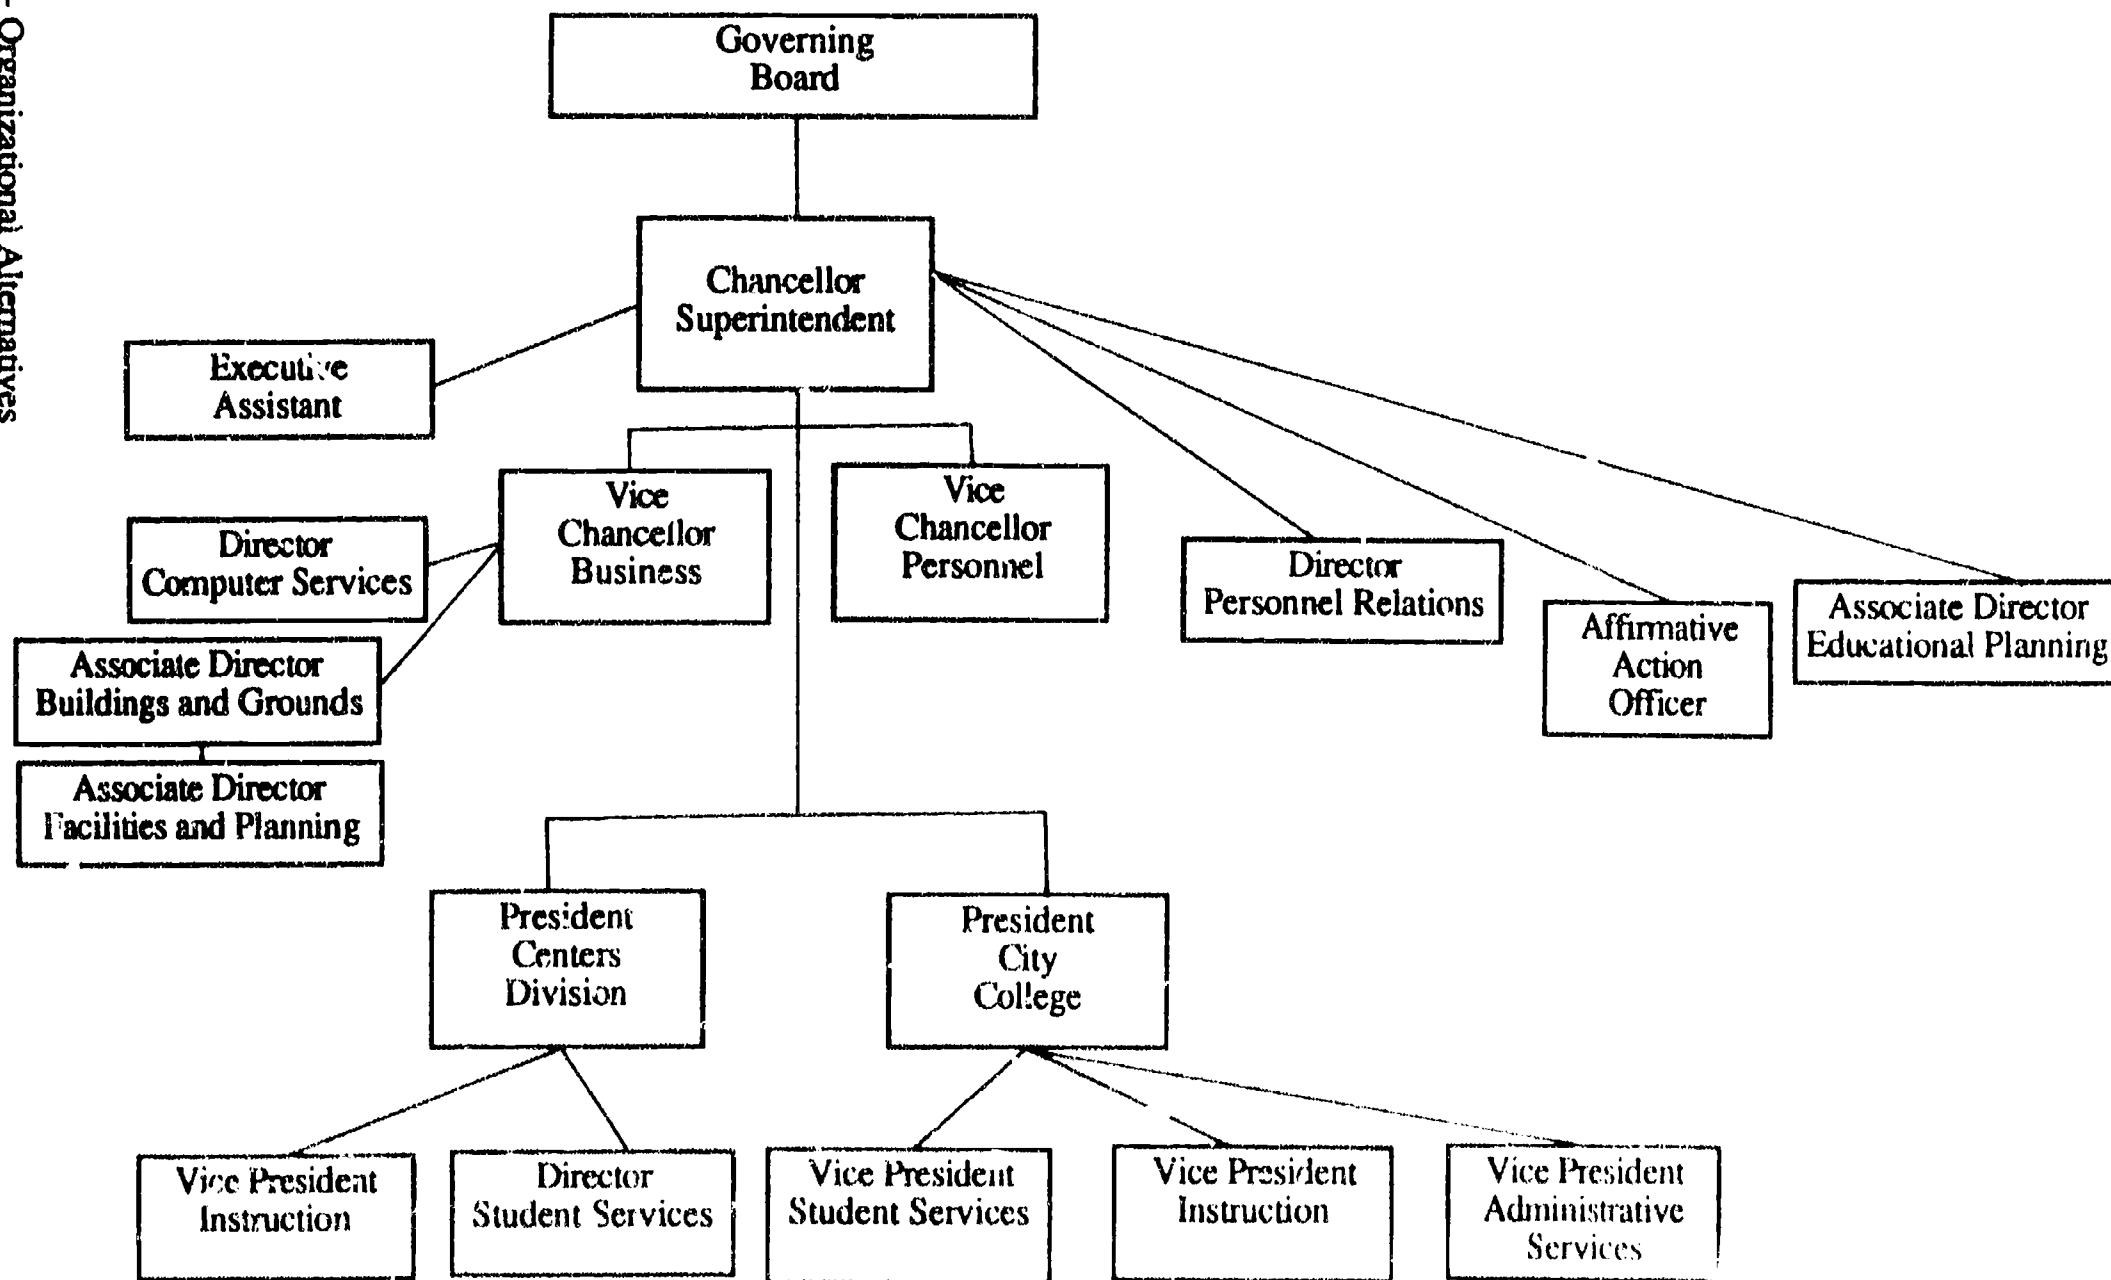 Organizational Alternatives
Governing
Board
Chancellor
Superintendent
Executive
Assistant
Vice
Chancellor
Business
Vice
Chancellor
Personnel
Director
Computer Services
Director
Personnel Relations
Affirmative
Action
Officer
Associate Director
Educational Planning
Associate Director
Buildings and Grounds
Associate Director
Facilities and Planning
President
Centers
Division
President
City
College
Vice President
Instruction
Director
Student Services
Vice President
Student Services
Vice President
Instruction
Vice President
Administrative
Services